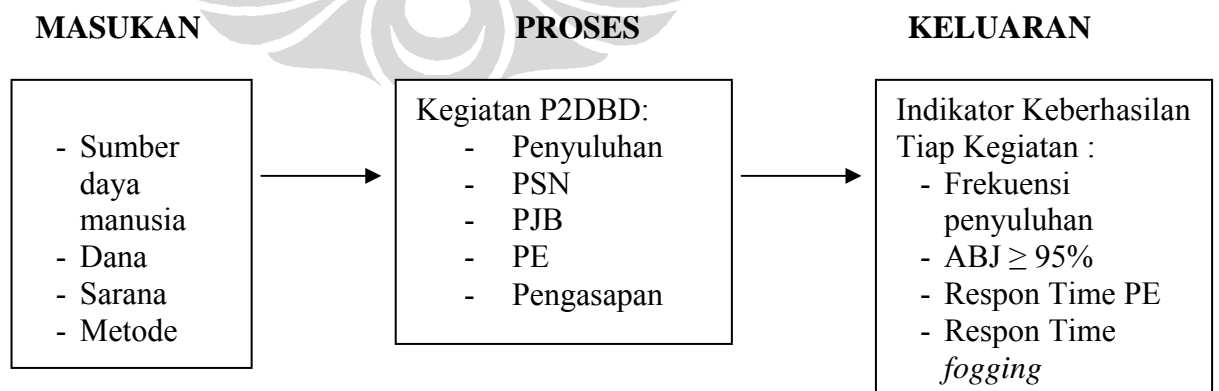 MASUKAN
PROSES
KELUARAN
- Sumber
daya
manusia
- Dana
- Sarana
- Metode
Kegiatan P2DBD:
- Penyuluhan
- PSN
- PJB
- PE
- Pengasapan
Indikator Keberhasilan
Tiap Kegiatan :
- Frekuensi
penyuluhan
- ABJ ≥ 95%
- Respon Time PE
- Respon Time
fogging